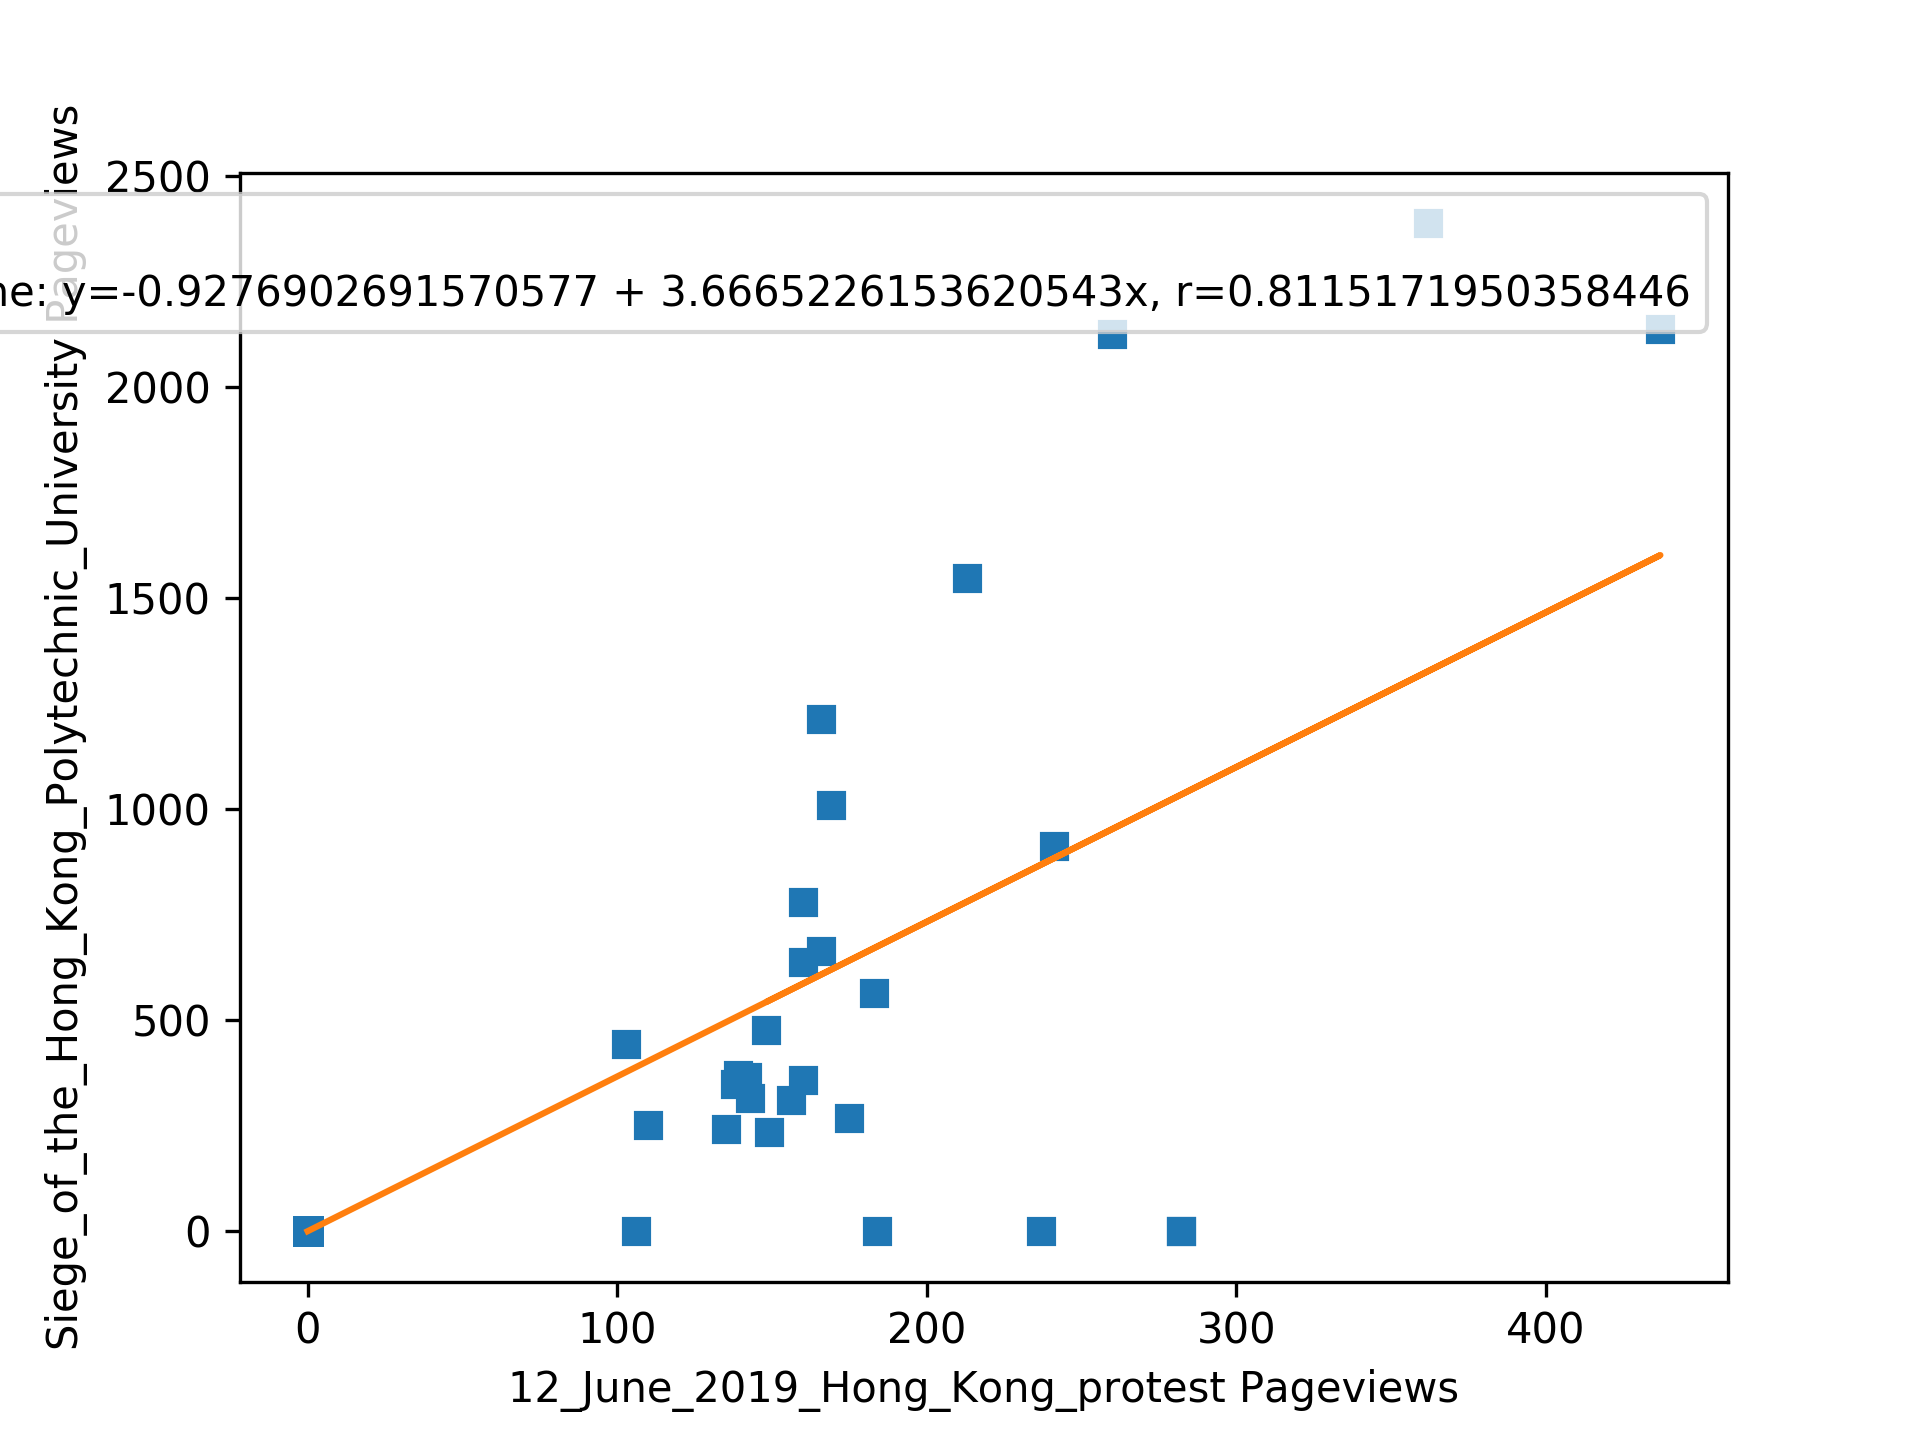 Siege_of_the_Hong_Kong_Polytechnic_University Pageviews
2500
ne: y=-0.9276902691570577 + 3.6665226153620543x, r=0.8115171950358446
2000
1500
1000
500
0
0 100 200 300 400
12_June_2019_Hong_Kong_protest Pageviews